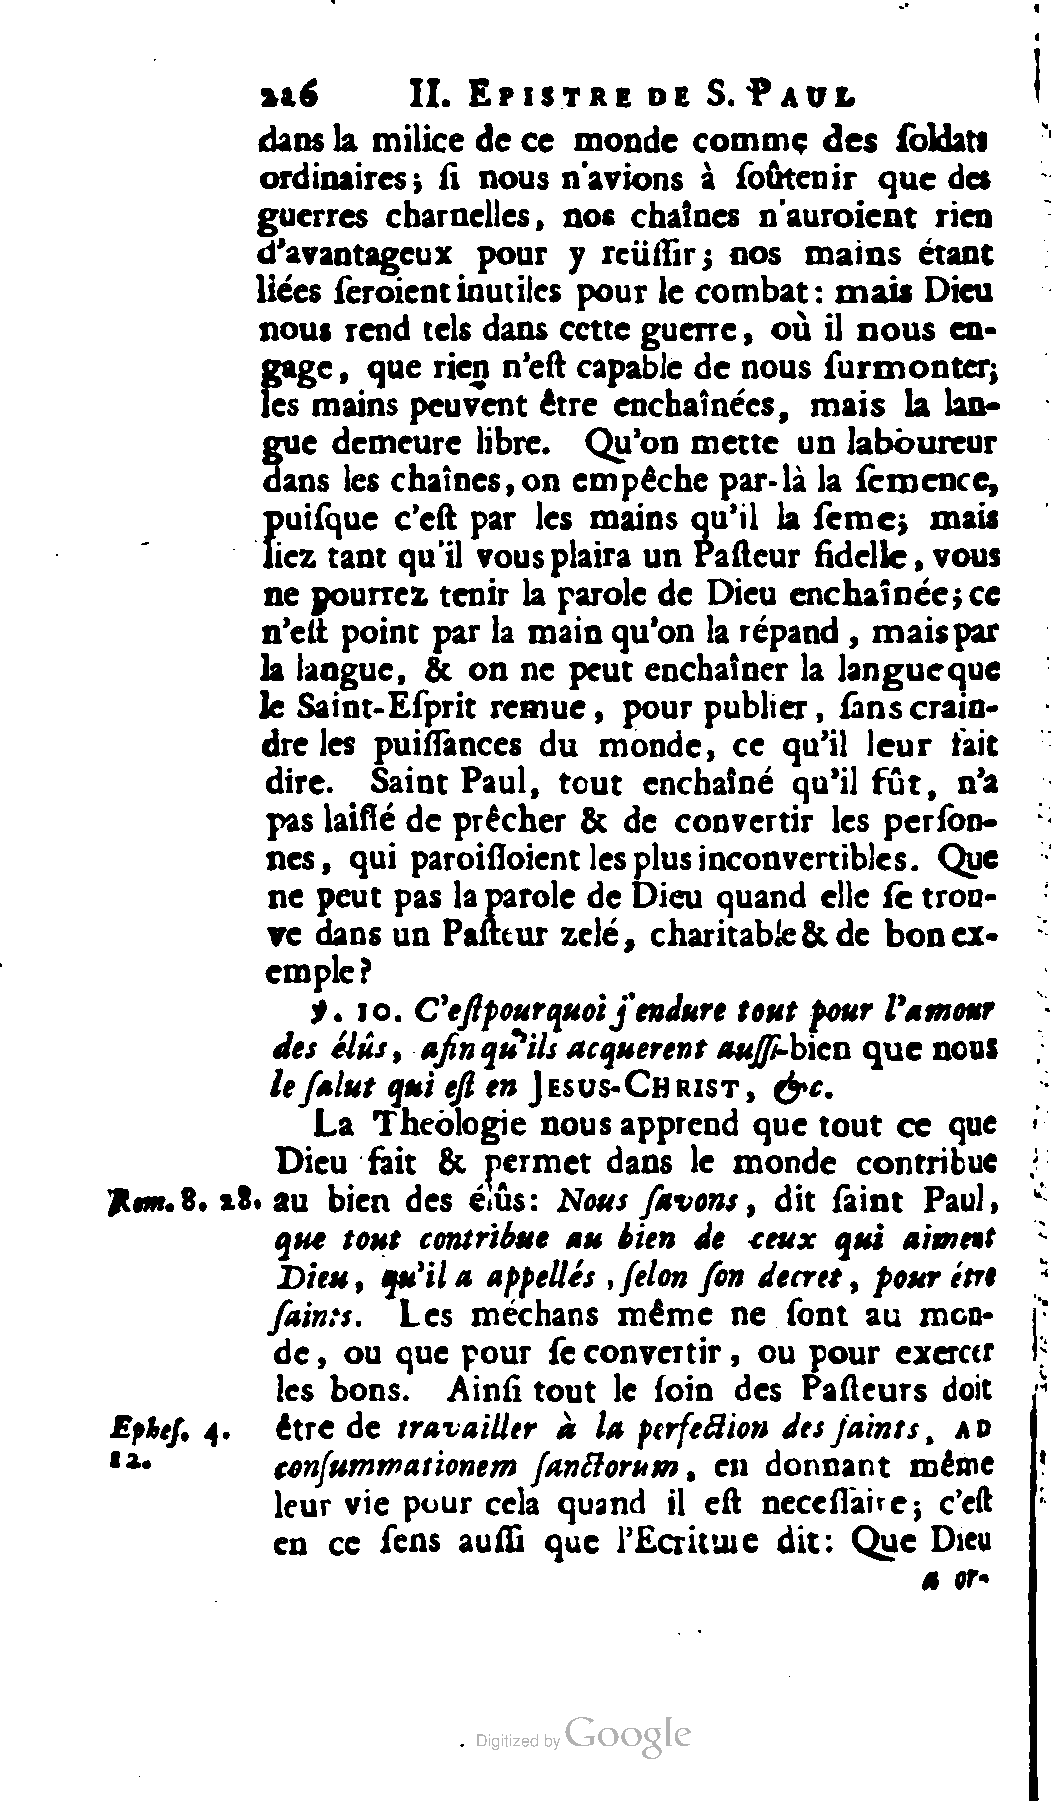 226 II. EPISTRE DE S. PAUL
dans la milice de ce monde comme des ſoldats
ordinaires; ſi nous n'avions à ſoûtenir que des
guerres charnelles, nos chaînes n'auroient rien
d'avantageux pour y reüſſir; nos mains étant
liées ſeroient inutiles pour le combat: mais Dieu
nous rend tels dans cette guerre, où il nous en-
gage, que rien n'eſt capable de nous ſurmonter;
les mains peuvent être enchaînées, mais la lan-
gue demeure libre. Qu'on mette un laboureur
dans les chaînes, on empêche par-là la ſemence,
puiſque c'eſt par les mains qu'il la ſeme; mais
liez tant qu'il vous plaira un Paſteur fidelle, vous
ne pourrez tenir la parole de Dieu enchaînée; ce
n'eſt point par la main qu'on la répand, mais par
la langue, & on ne peut enchaîner la langue que
le Saint-Eſprit remue, pour publier, ſans crain-
dre les puiſſances du monde, ce qu'il leur fait
dire. Saint Paul, tout enchaîné qu'il fût, n'a
pas laiſſé de prêcher & de convertir les perſon-
nes, qui paroiſſoient les plus inconvertibles. Que
ne peut pas la parole de Dieu quand elle ſe trou-
ve dans un Paſteur zelé, charitable & de bon ex-
emple?
ỳ. 10. C'eſt pourquoi j'endure tout pour l'amour
des élûs, afin qu'ils acquerent auſſi-bien que nous
le ſalut qui eſt en JESUS-CHRIST, &c.
La Theologie nous apprend que tout ce que
Dieu fait & permet dans le monde contribue
Rom. 8. 28. au bien des élûs: Nous ſavons, dit ſaint Paul,
que tout contribue au bien de ceux qui aiment
Dieu, qu'il a appellés, ſelon ſon decret, pour être
ſaints. Les méchans même ne ſont au mon-
de, ou que pour ſe convertir, ou pour exercer
les bons. Ainſi tout le ſoin des Paſteurs doit
Epheſ. 4. être de travailler à la perfection des ſaints, AD
12. conſummationem ſanctorum, en donnant même
leur vie pour cela quand il eſt neceſſaire; c'eſt
en ce ſens auſſi que l'Ecriture dit: Que Dieu
a or-
Digitized by Google